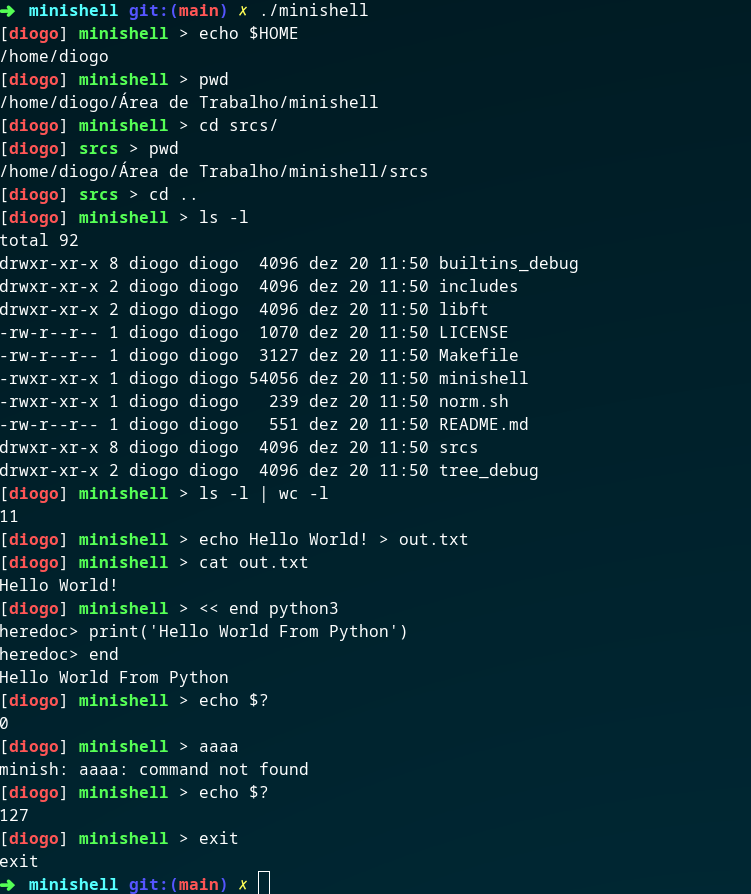 ➜  minishell git:(main) ✗ ./minishell
[diogo] minishell > echo $HOME
/home/diogo
[diogo] minishell > pwd
/home/diogo/Área de Trabalho/minishell
[diogo] minishell > cd srcs/
[diogo] srcs > pwd
/home/diogo/Área de Trabalho/minishell/srcs
[diogo] srcs > cd ..
[diogo] minishell > ls -l
total 92
drwxr-xr-x 8 diogo diogo  4096 dez 20 11:50 builtins_debug
drwxr-xr-x 2 diogo diogo  4096 dez 20 11:50 includes
drwxr-xr-x 2 diogo diogo  4096 dez 20 11:50 libft
-rw-r--r-- 1 diogo diogo  1070 dez 20 11:50 LICENSE
-rw-r--r-- 1 diogo diogo  3127 dez 20 11:50 Makefile
-rwxr-xr-x 1 diogo diogo 54056 dez 20 11:50 minishell
-rwxr-xr-x 1 diogo diogo   239 dez 20 11:50 norm.sh
-rw-r--r-- 1 diogo diogo   551 dez 20 11:50 README.md
drwxr-xr-x 8 diogo diogo  4096 dez 20 11:50 srcs
drwxr-xr-x 2 diogo diogo  4096 dez 20 11:50 tree_debug
[diogo] minishell > ls -l | wc -l
11
[diogo] minishell > echo Hello World! > out.txt
[diogo] minishell > cat out.txt
Hello World!
[diogo] minishell > << end python3
heredoc> print('Hello World From Python')
heredoc> end
Hello World From Python
[diogo] minishell > echo $?
0
[diogo] minishell > aaaa
minish: aaaa: command not found
[diogo] minishell > echo $?
127
[diogo] minishell > exit
exit
➜  minishell git:(main) ✗